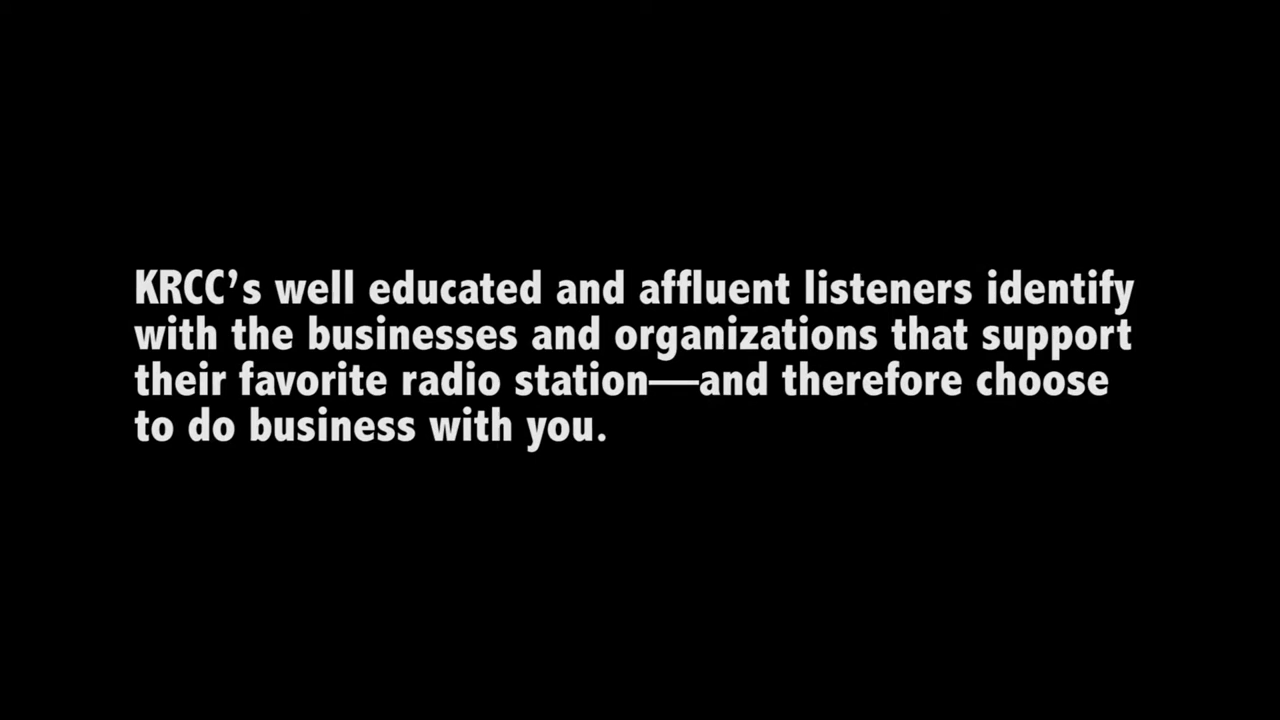 KRCC’s well educated and affluent listeners identify
with the businesses and organizations that support
their favorite radio station—and therefore choose
to do business with you.